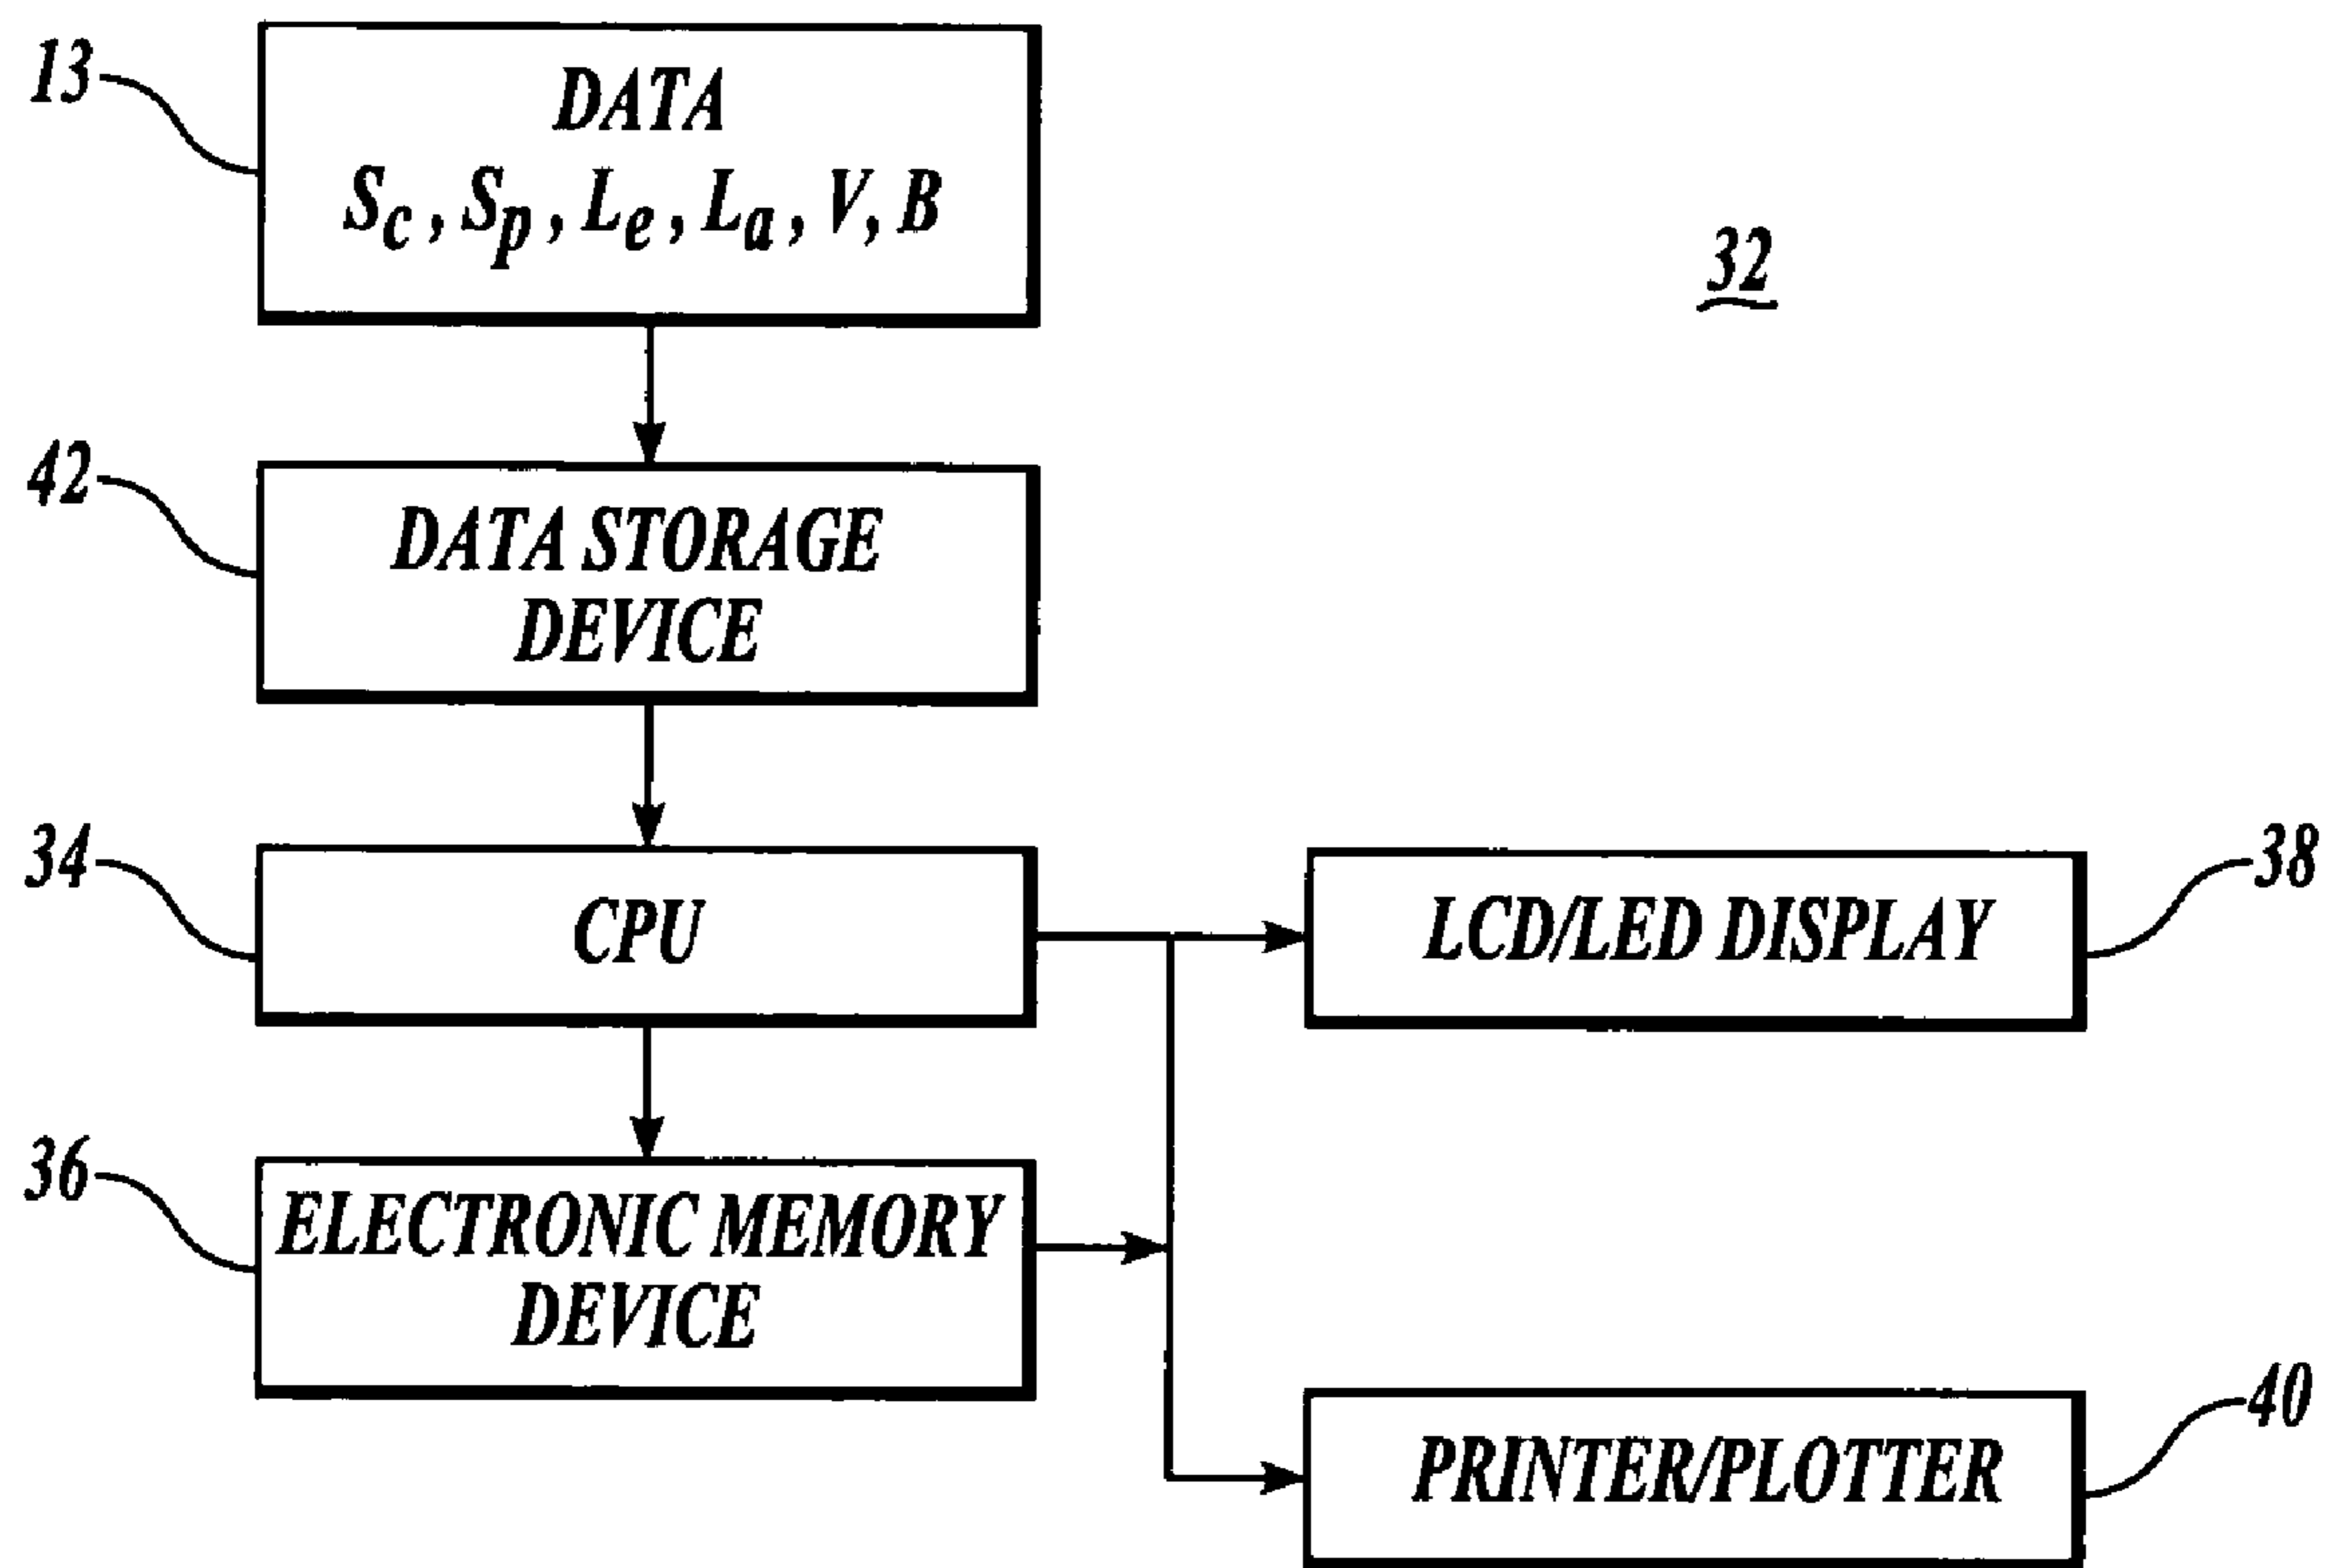 13
DATA
Sc, Sp, Le, La, V, B
32
42
DATA STORAGE
DEVICE
34
CPU
LCD/LED DISPLAY
38
36
ELECTRONIC MEMORY
DEVICE
40
PRINTER/PLOTTER